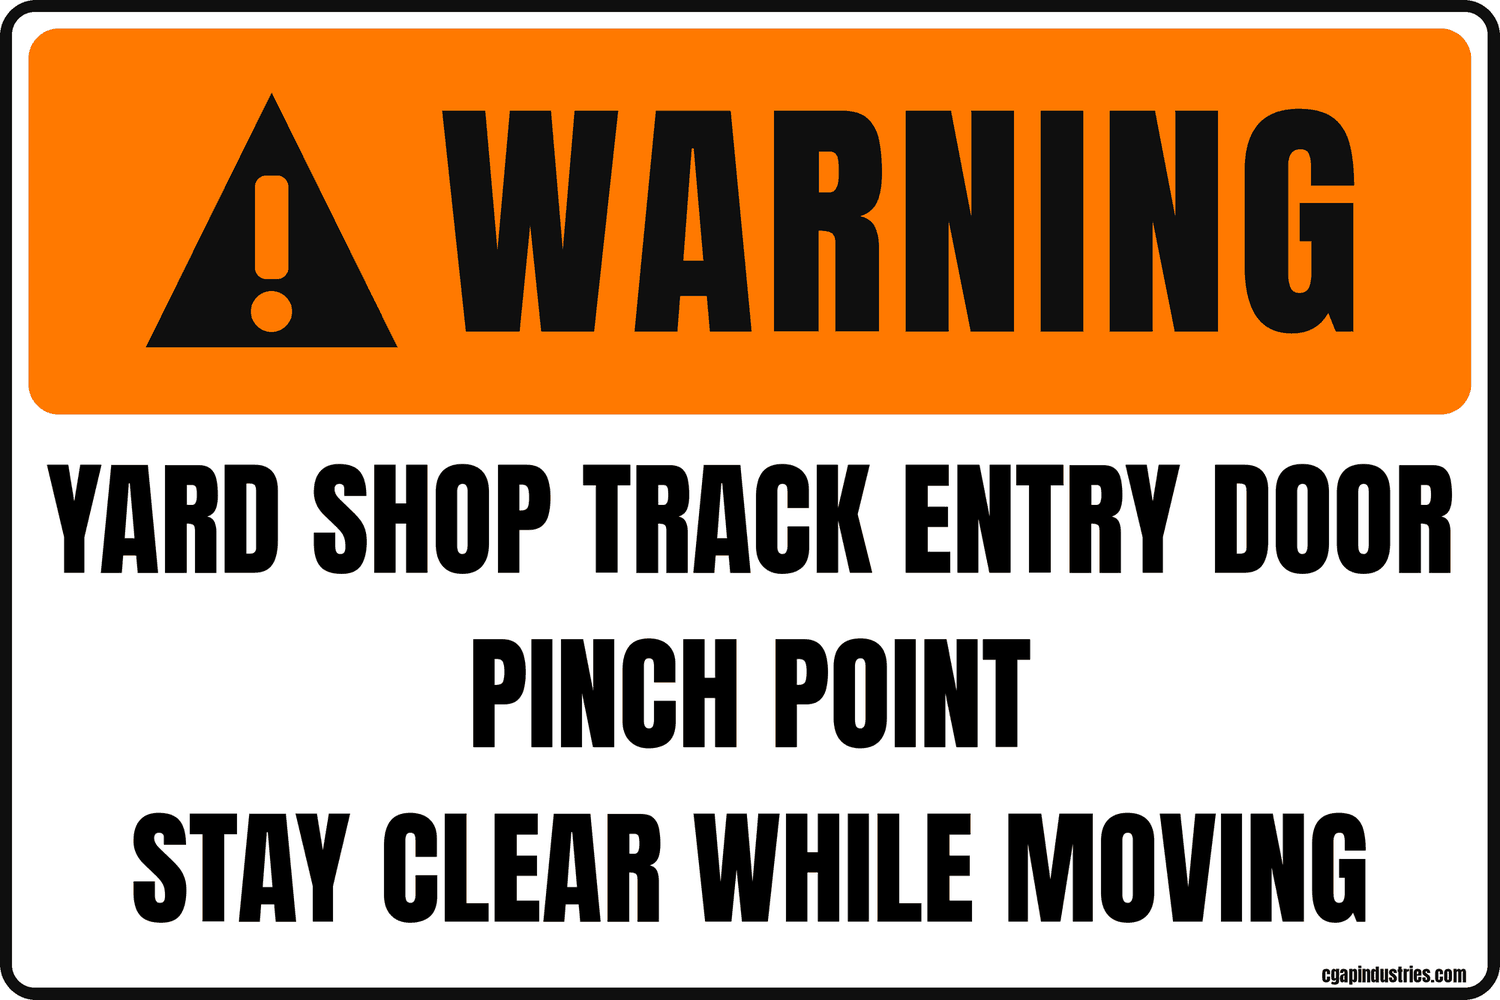 WARNING
YARD SHOP TRACK ENTRY DOOR
PINCH POINT
STAY CLEAR WHILE MOVING
cgapindustries.com